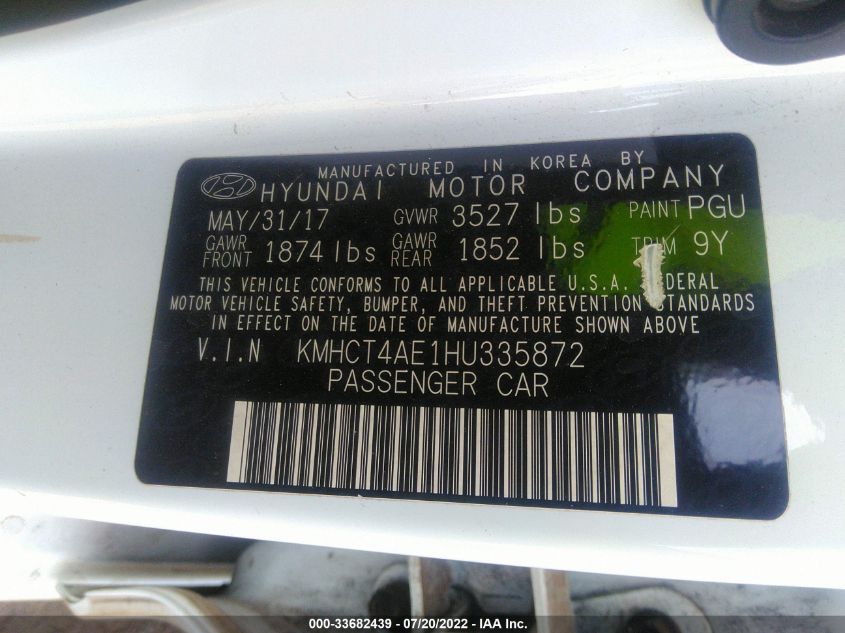 MANUFACTURED IN KOREA BY
HYUNDAI MOTOR COMPANY
MAY/31/17 GVWR 3527 lbs PAINT PGU
GAWR FRONT 1874 lbs GAWR REAR 1852 lbs TRIM 9Y
THIS VEHICLE CONFORMS TO ALL APPLICABLE U.S.A. FEDERAL
MOTOR VEHICLE SAFETY, BUMPER, AND THEFT PREVENTION STANDARDS
IN EFFECT ON THE DATE OF MANUFACTURE SHOWN ABOVE
V.I.N KMHCT4AE1HU335872
PASSENGER CAR
000-33682439 - 07/20/2022 - IAA Inc.